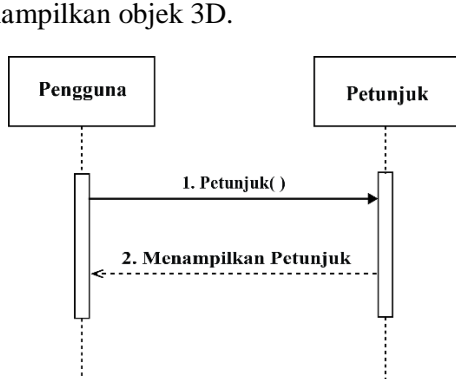 ampilkan objek 3D.
Pengguna
Petunjuk
1. Petunjuk( )
2. Menampilkan Petunjuk